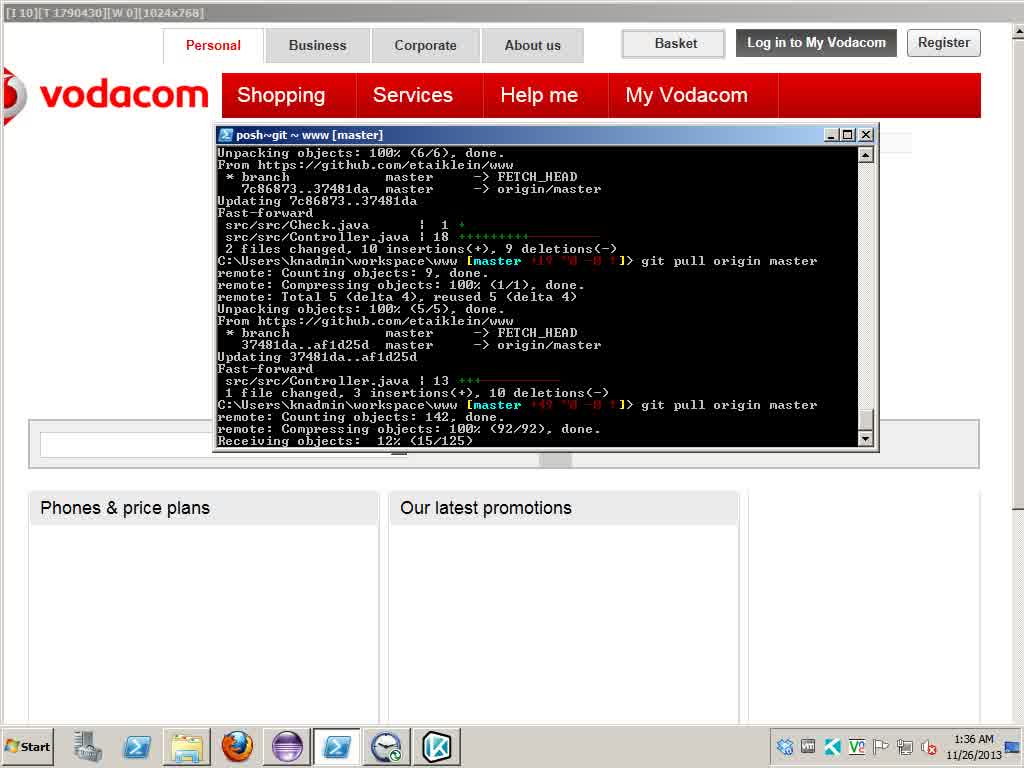 [I 10][T 1790430][W 0][1024x768]
Personal Business Corporate About us Basket Log in to My Vodacom Register
vodacom Shopping Services Help me My Vodacom
posh~git ~ www [master]
Unpacking objects: 100% (6/6), done.
From https://github.com/etaiklein/www
* branch master -> FETCH_HEAD
7c86873..37481da master -> origin/master
Updating 7c86873..37481da
Fast-forward
src/src/Check.java | 1 +
src/src/Controller.java | 18 +++++++++---------
2 files changed, 10 insertions(+), 9 deletions(-)
C:\Users\knadmin\workspace\www [master +19 ~0 -0 !]> git pull origin master
remote: Counting objects: 9, done.
remote: Compressing objects: 100% (1/1), done.
remote: Total 5 (delta 4), reused 5 (delta 4)
Unpacking objects: 100% (5/5), done.
From https://github.com/etaiklein/www
* branch master -> FETCH_HEAD
37481da..af1d25d master -> origin/master
Updating 37481da..af1d25d
Fast-forward
src/src/Controller.java | 13 +++----------
1 file changed, 3 insertions(+), 10 deletions(-)
C:\Users\knadmin\workspace\www [master +49 ~0 -0 !]> git pull origin master
remote: Counting objects: 142, done.
remote: Compressing objects: 100% (92/92), done.
Receiving objects: 12% (15/125)
Phones & price plans Our latest promotions
Start
1:36 AM
11/26/2013